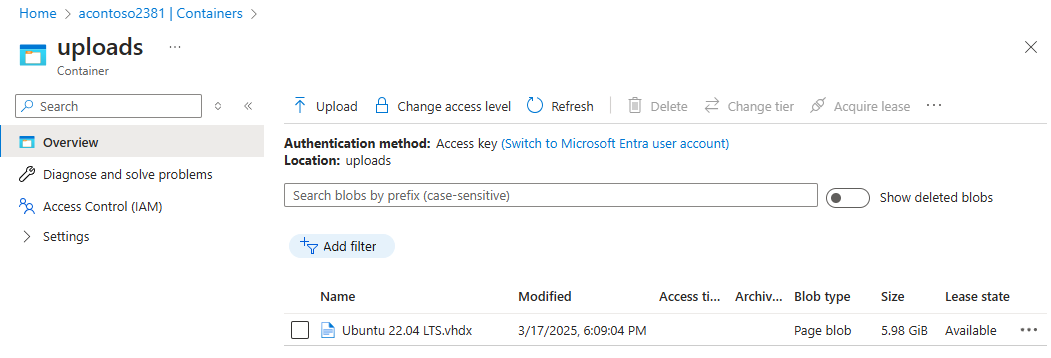 Home > acontoso2381 | Containers >
uploads ...
Container
Search
Overview
Diagnose and solve problems
Access Control (IAM)
Settings
Upload Change access level Refresh Delete Change tier Acquire lease ...
Authentication method: Access key (Switch to Microsoft Entra user account)
Location: uploads
Search blobs by prefix (case-sensitive)
Show deleted blobs
Add filter
Name Modified Access ti... Archiv... Blob type Size Lease state
Ubuntu 22.04 LTS.vhdx 3/17/2025, 6:09:04 PM Page blob 5.98 GiB Available ...